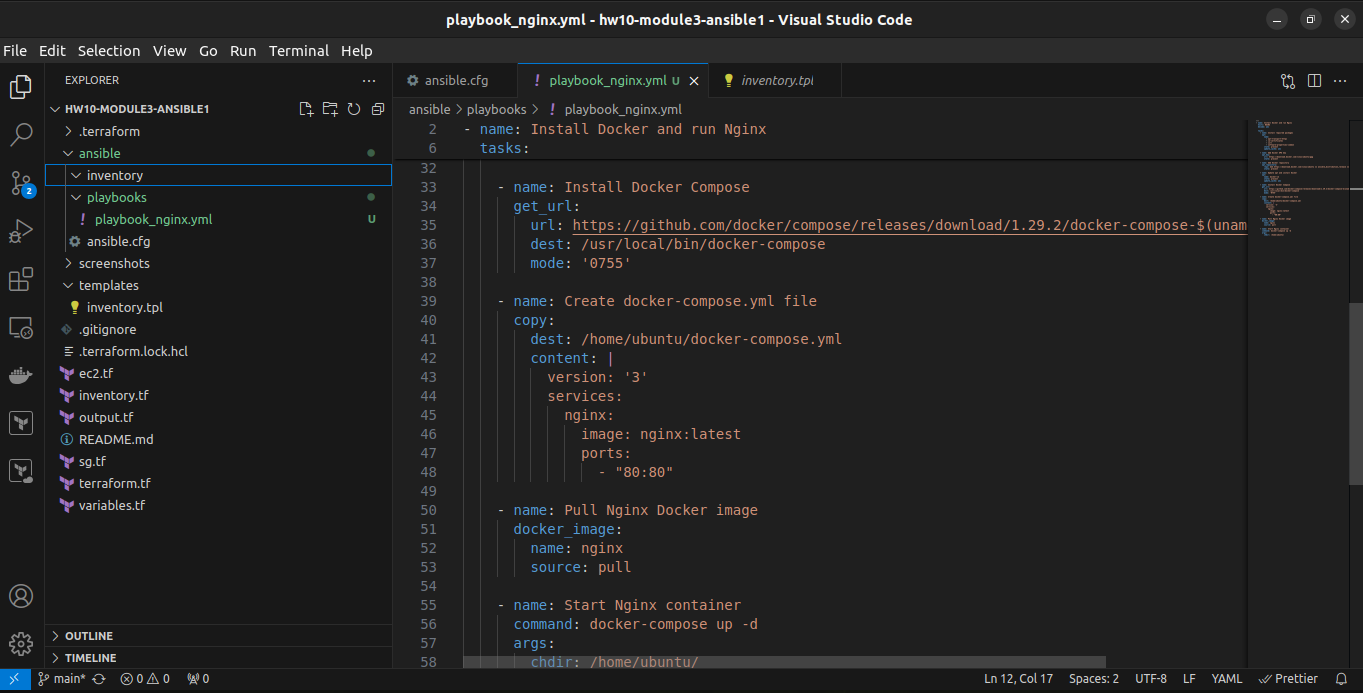 playbook_nginx.yml - hw10-module3-ansible1 - Visual Studio Code
File Edit Selection View Go Run Terminal Help
EXPLORER
HW10-MODULE3-ANSIBLE1
.terraform
ansible
inventory
playbooks
playbook_nginx.yml U
ansible.cfg
screenshots
templates
inventory.tpl
.gitignore
.terraform.lock.hcl
ec2.tf
inventory.tf
output.tf
README.md
sg.tf
terraform.tf
variables.tf
OUTLINE
TIMELINE
2
ansible.cfg
playbook_nginx.yml U
inventory.tpl
ansible > playbooks > playbook_nginx.yml
2 - name: Install Docker and run Nginx
6 tasks:
32
33 - name: Install Docker Compose
34 get_url:
35 url: https://github.com/docker/compose/releases/download/1.29.2/docker-compose-$(unam
36 dest: /usr/local/bin/docker-compose
37 mode: '0755'
38
39 - name: Create docker-compose.yml file
40 copy:
41 dest: /home/ubuntu/docker-compose.yml
42 content: |
43 version: '3'
44 services:
45 nginx:
46 image: nginx:latest
47 ports:
48 - "80:80"
49
50 - name: Pull Nginx Docker image
51 docker_image:
52 name: nginx
53 source: pull
54
55 - name: Start Nginx container
56 command: docker-compose up -d
57 args:
58 chdir: /home/ubuntu/
main* 0 0 0 Ln 12, Col 17 Spaces: 2 UTF-8 LF YAML Prettier